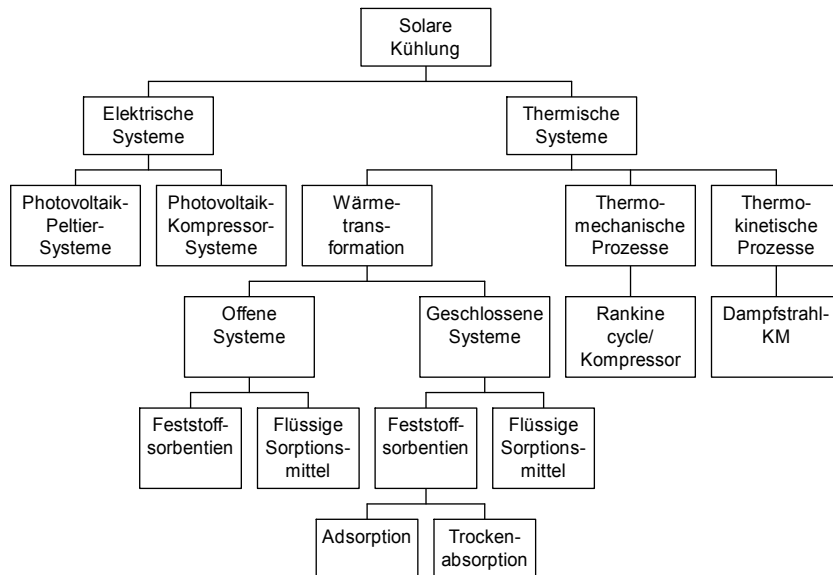 Solare
Kühlung
Elektrische
Systeme
Thermische
Systeme
Photovoltaik-
Peltier-
Systeme
Photovoltaik-
Kompressor-
Systeme
Wärme-
trans-
formation
Thermo-
mechanische
Prozesse
Thermo-
kinetische
Prozesse
Offene
Systeme
Geschlossene
Systeme
Rankine
cycle/
Kompressor
Dampfstrahl-
KM
Feststoff-
sorbentien
Flüssige
Sorptions-
mittel
Feststoff-
sorbentien
Flüssige
Sorptions-
mittel
Adsorption
Trocken-
absorption